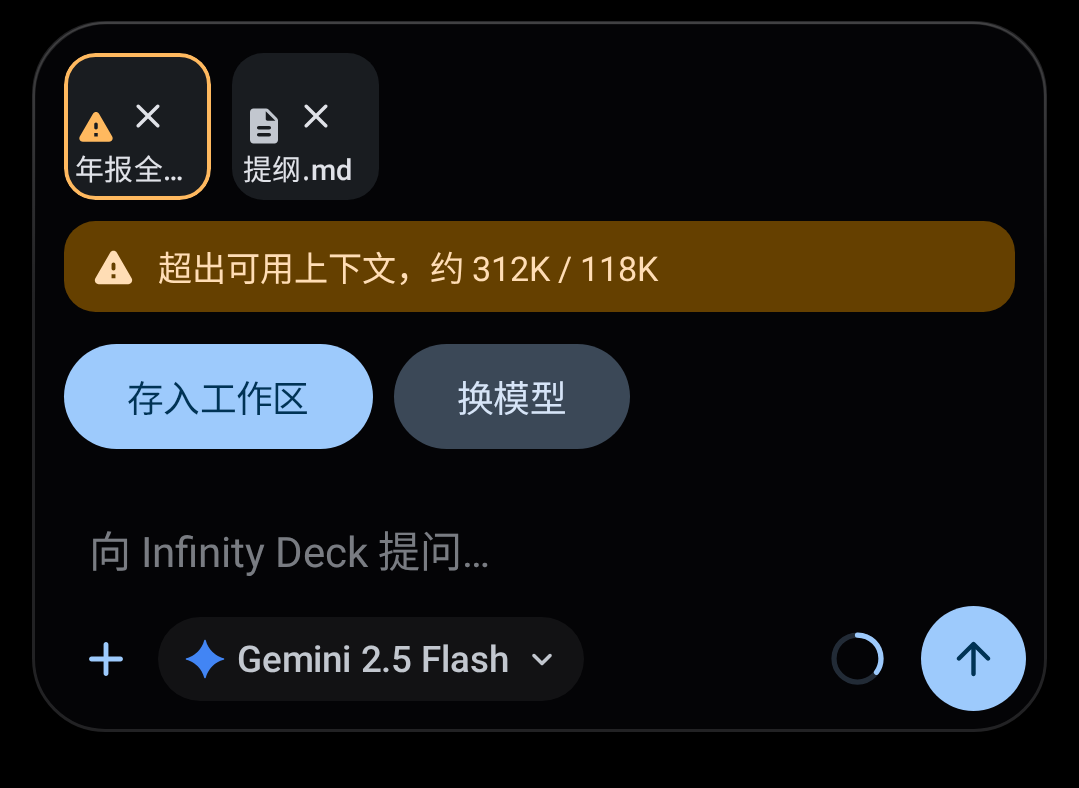 年报全…
提纲.md
超出可用上下文，约 312K / 118K
存入工作区
换模型
向 Infinity Deck 提问…
Gemini 2.5 Flash